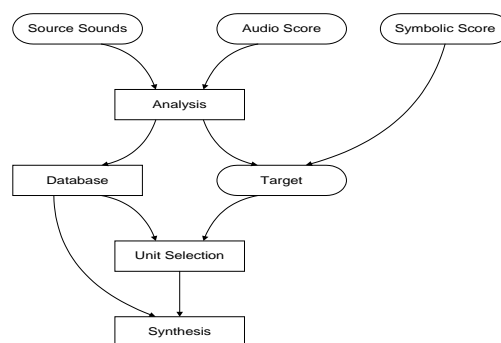 Source Sounds
Audio Score
Symbolic Score
Analysis
Database
Target
Unit Selection
Synthesis